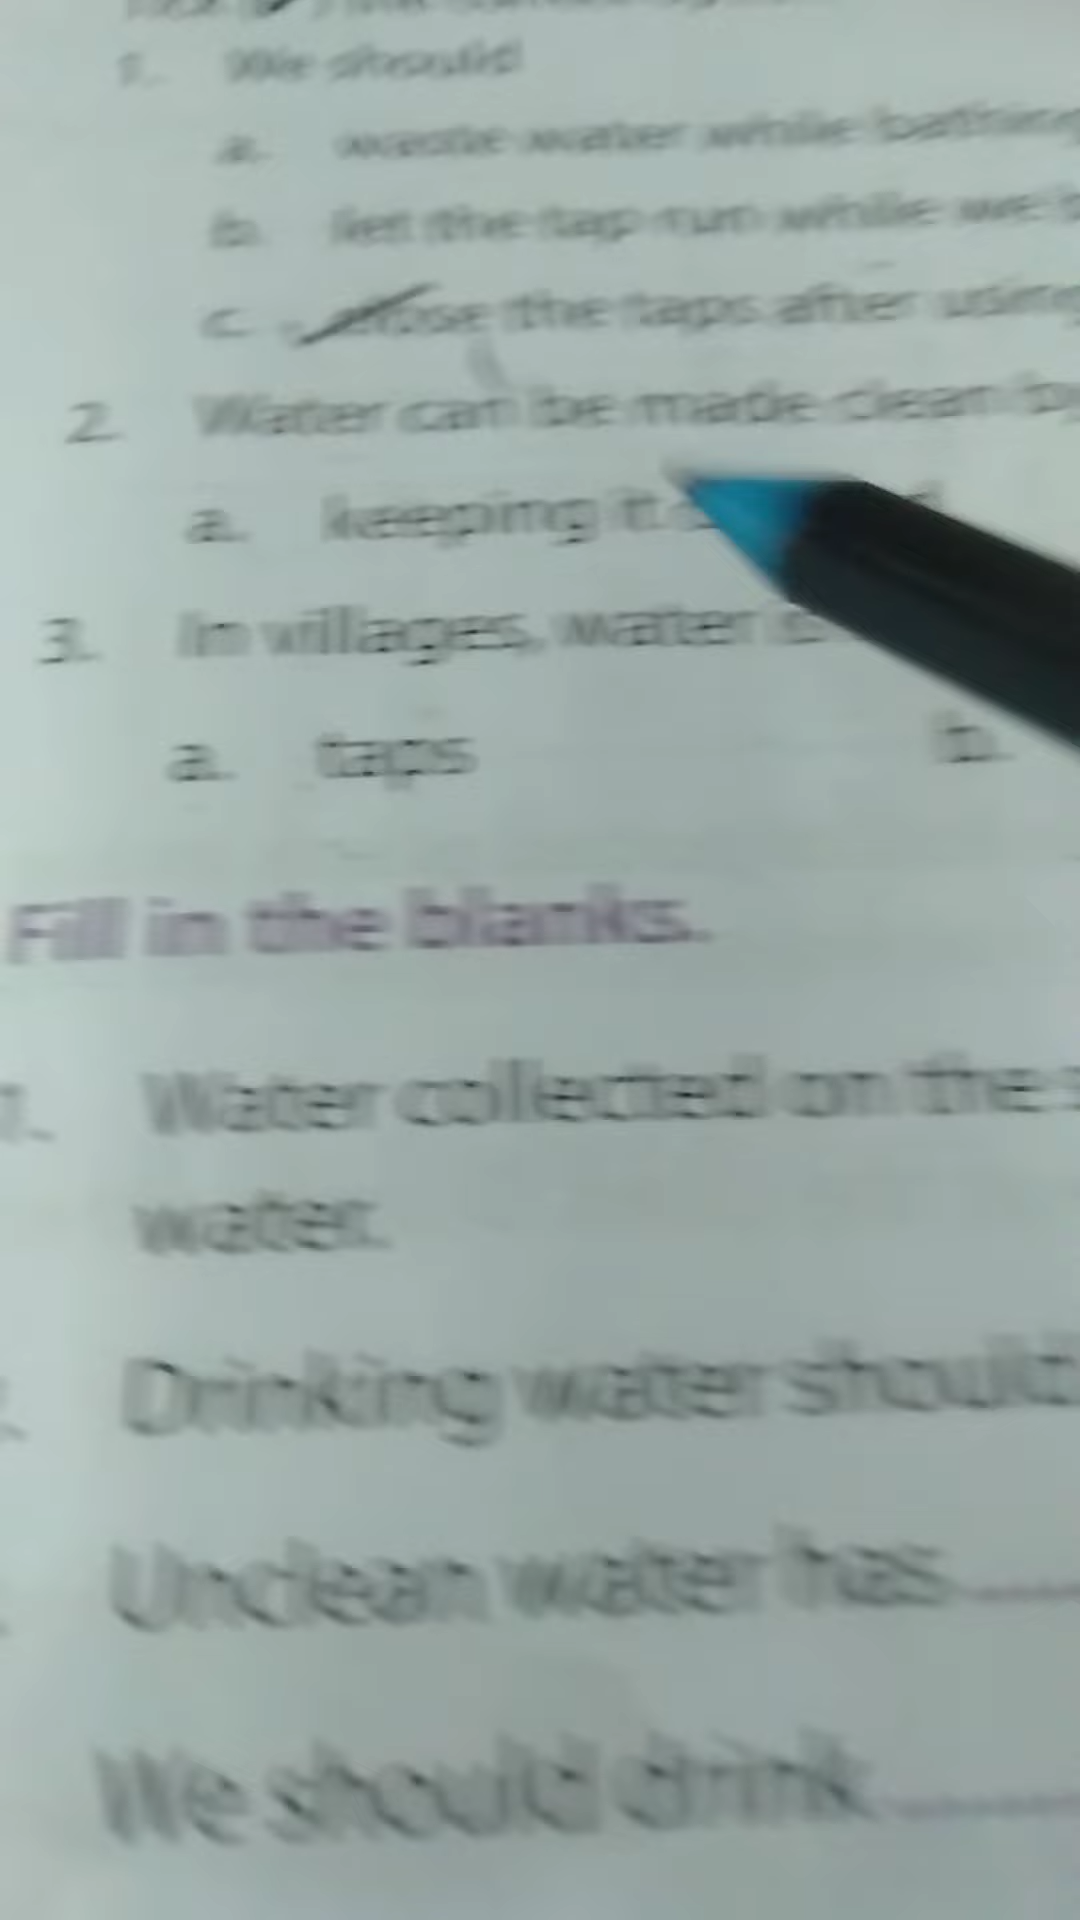 1. We should
a. waste water while bathing
b. let the tap run while we
c. close the taps after using
2. Water can be made clean by
a. keeping it
3. In villages, water is
a. taps
b.
Fill in the blanks.
1. Water collected on the
water.
Drinking water should
Unclean water has
We should drink